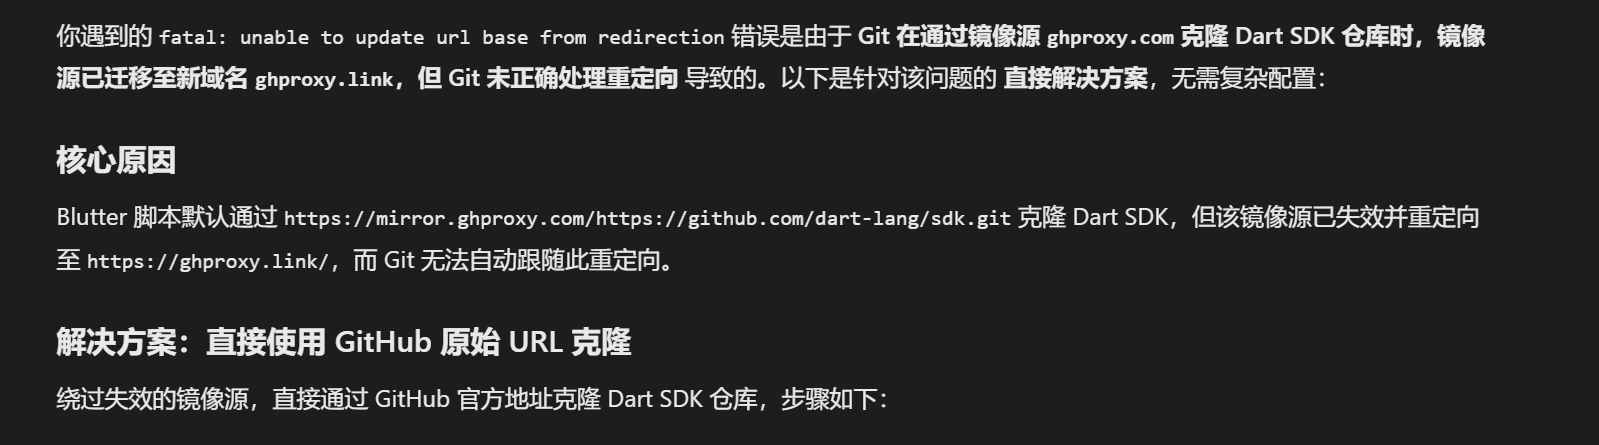 你遇到的 fatal: unable to update url base from redirection 错误是由于 Git 在通过镜像源 ghproxy.com 克隆 Dart SDK 仓库时，镜像
源已迁移至新域名 ghproxy.link，但 Git 未正确处理重定向 导致的。以下是针对该问题的 直接解决方案，无需复杂配置：
核心原因
Blutter 脚本默认通过 https://mirror.ghproxy.com/https://github.com/dart-lang/sdk.git 克隆 Dart SDK，但该镜像源已失效并重定向
至 https://ghproxy.link/，而 Git 无法自动跟随此重定向。
解决方案：直接使用 GitHub 原始 URL 克隆
绕过失效的镜像源，直接通过 GitHub 官方地址克隆 Dart SDK 仓库，步骤如下：